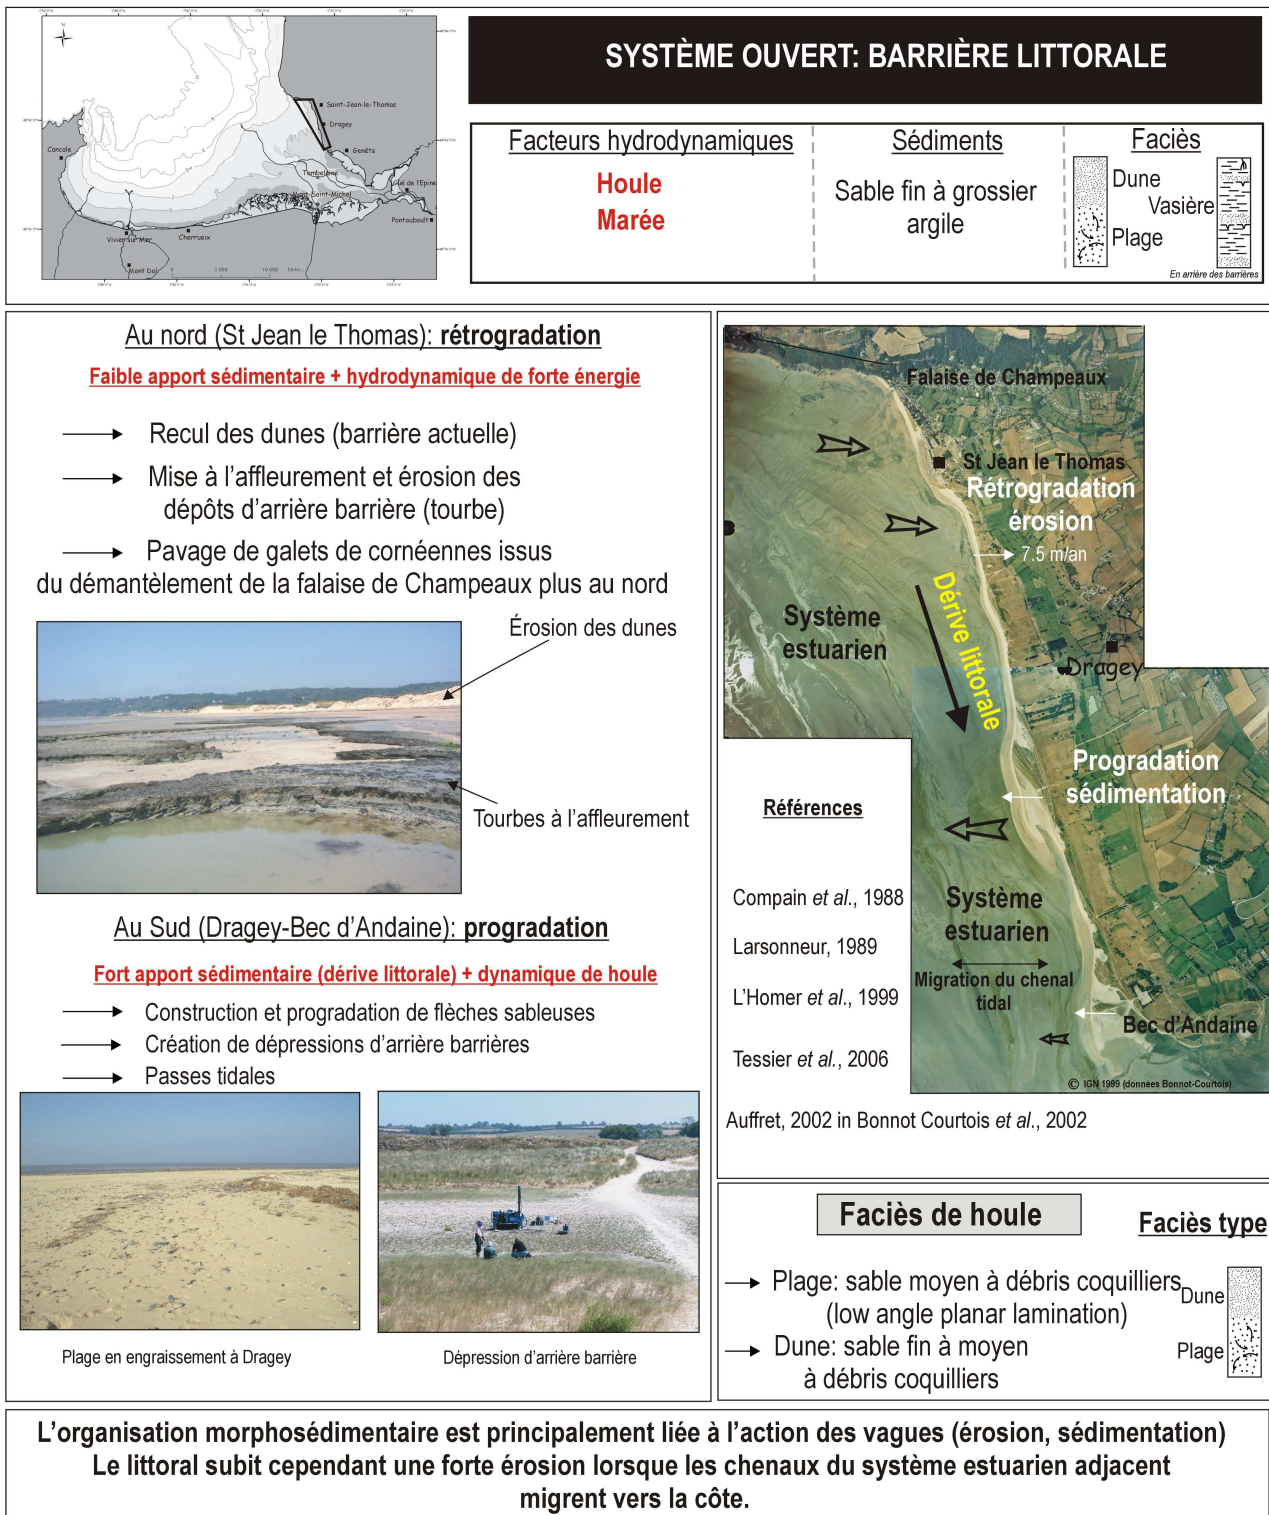 N
Saint-Jean-le-Thomas
Dragey
Genêts
Cancale
Tombelaine
Mont-Saint-Michel
Gué de l'Epine
Pontaubault
Vivier sur Mer
Cherrueix
Mont Dol
SYSTÈME OUVERT: BARRIÈRE LITTORALE
Facteurs hydrodynamiques
Houle
Marée
Sédiments
Sable fin à grossier
argile
Faciès
Dune
Vasière
Plage
En arrière des barrières
Au nord (St Jean le Thomas): rétrogradation
Faible apport sédimentaire + hydrodynamique de forte énergie
Recul des dunes (barrière actuelle)
Mise à l'affleurement et érosion des
dépôts d'arrière barrière (tourbe)
Pavage de galets de cornéennes issus
du démantèlement de la falaise de Champeaux plus au nord
Érosion des dunes
Tourbes à l'affleurement
Au Sud (Dragey-Bec d'Andaine): progradation
Fort apport sédimentaire (dérive littorale) + dynamique de houle
Construction et progradation de flèches sableuses
Création de dépressions d'arrière barrières
Passes tidales
Plage en engraissement à Dragey
Dépression d'arrière barrière
Falaise de Champeaux
St Jean le Thomas
Rétrogradation
érosion
7.5 m/an
Dérive littorale
Système
estuarien
Dragey
Progradation
sédimentation
Système
estuarien
Migration du chenal
tidal
Bec d'Andaine
© IGN 1999 (données Bonnot-Courtois)
Références
Compain et al., 1988
Larsonneur, 1989
L'Homer et al., 1999
Tessier et al., 2006
Auffret, 2002 in Bonnot Courtois et al., 2002
Faciès de houle
Faciès type
Plage: sable moyen à débris coquilliers
(low angle planar lamination)
Dune: sable fin à moyen
à débris coquilliers
Dune
Plage
L'organisation morphosédimentaire est principalement liée à l'action des vagues (érosion, sédimentation)
Le littoral subit cependant une forte érosion lorsque les chenaux du système estuarien adjacent
migrent vers la côte.